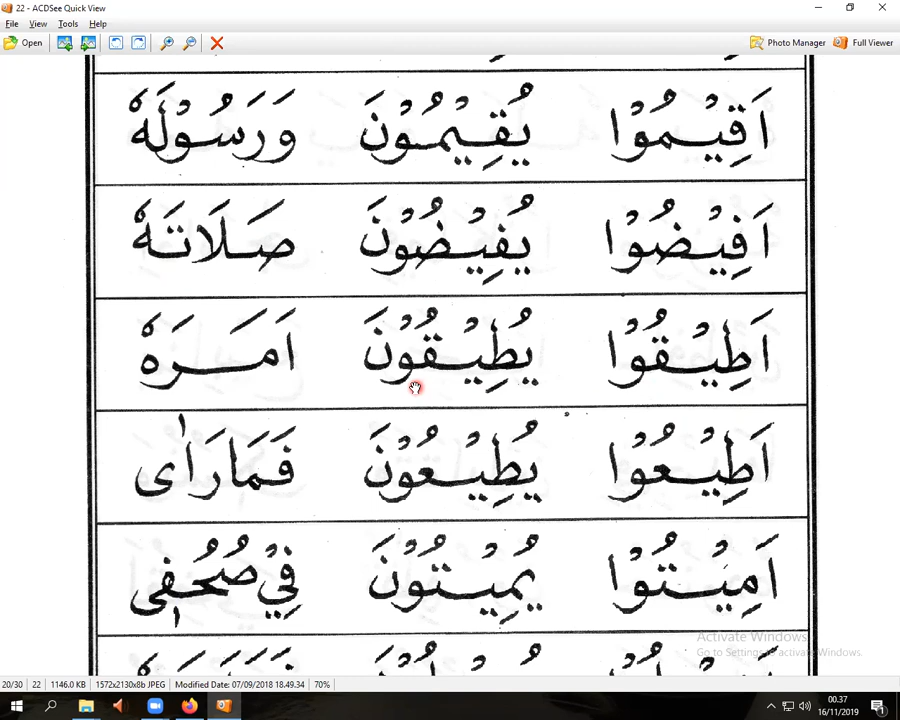 22 - ACDSee Quick View
File View Tools Help
Open Photo Manager Full Viewer
اَقِيْمُوْا يُقِيْمُوْنَ وَرَسُوْلَهٗ
اَفِيْضُوْا يُفِيْضُوْنَ صَلَاتَهٗ
اَطِيْقُوْا يُطِيْقُوْنَ اَمَرَهٗ
اَطِيْعُوْا يُطِيْعُوْنَ فَمَارَاٰى
اَمِيْتُوْا يُمِيْتُوْنَ فِيْ صُحُفِى
Activate Windows
Go to Settings to activate Windows.
20/30 22 1146.0 KB 1572x2130x8b JPEG Modified Date: 07/09/2018 18.49.34 70%
00.37
16/11/2019
1